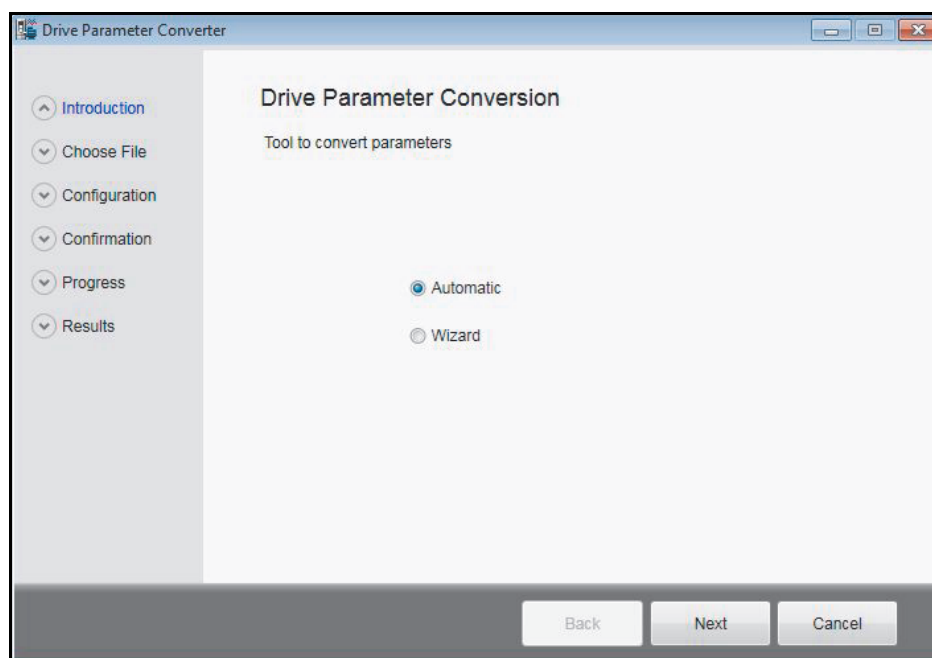 Drive Parameter Converter
Introduction
Choose File
Configuration
Confirmation
Progress
Results
Drive Parameter Conversion
Tool to convert parameters
Automatic
Wizard
Back
Next
Cancel